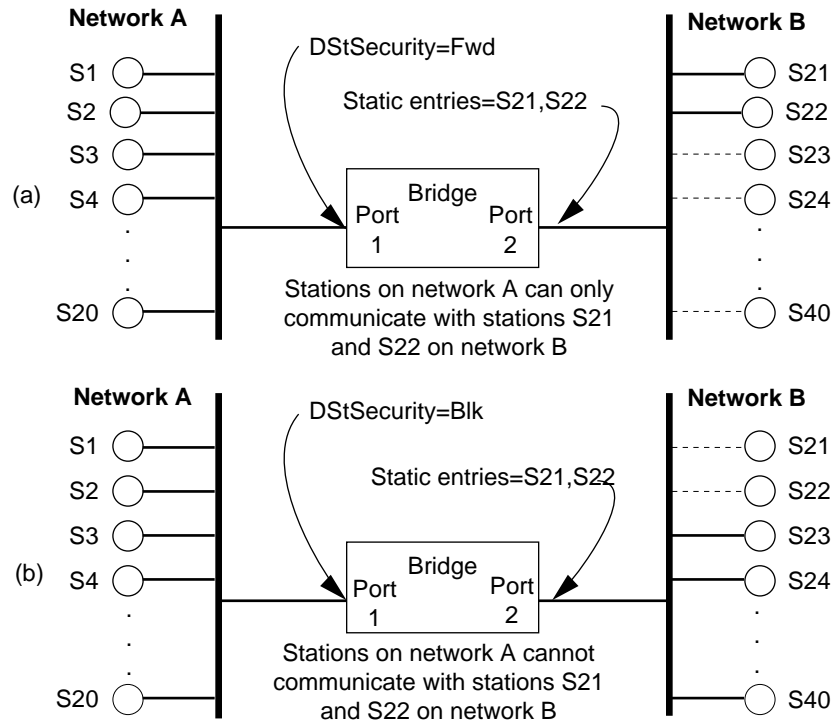 Network A
Network B
DStSecurity=Fwd
S1
S21
Static entries=S21,S22
S2
S22
S3
S23
(a)
S4
S24
Bridge
Port
Port
1
2
.
.
.
.
.
.
Stations on network A can only
communicate with stations S21
and S22 on network B
S20
S40
Network A
Network B
DStSecurity=Blk
S1
S21
Static entries=S21,S22
S2
S22
S3
S23
(b)
S4
S24
Bridge
Port
Port
1
2
.
.
.
.
.
.
Stations on network A cannot
communicate with stations S21
and S22 on network B
S20
S40